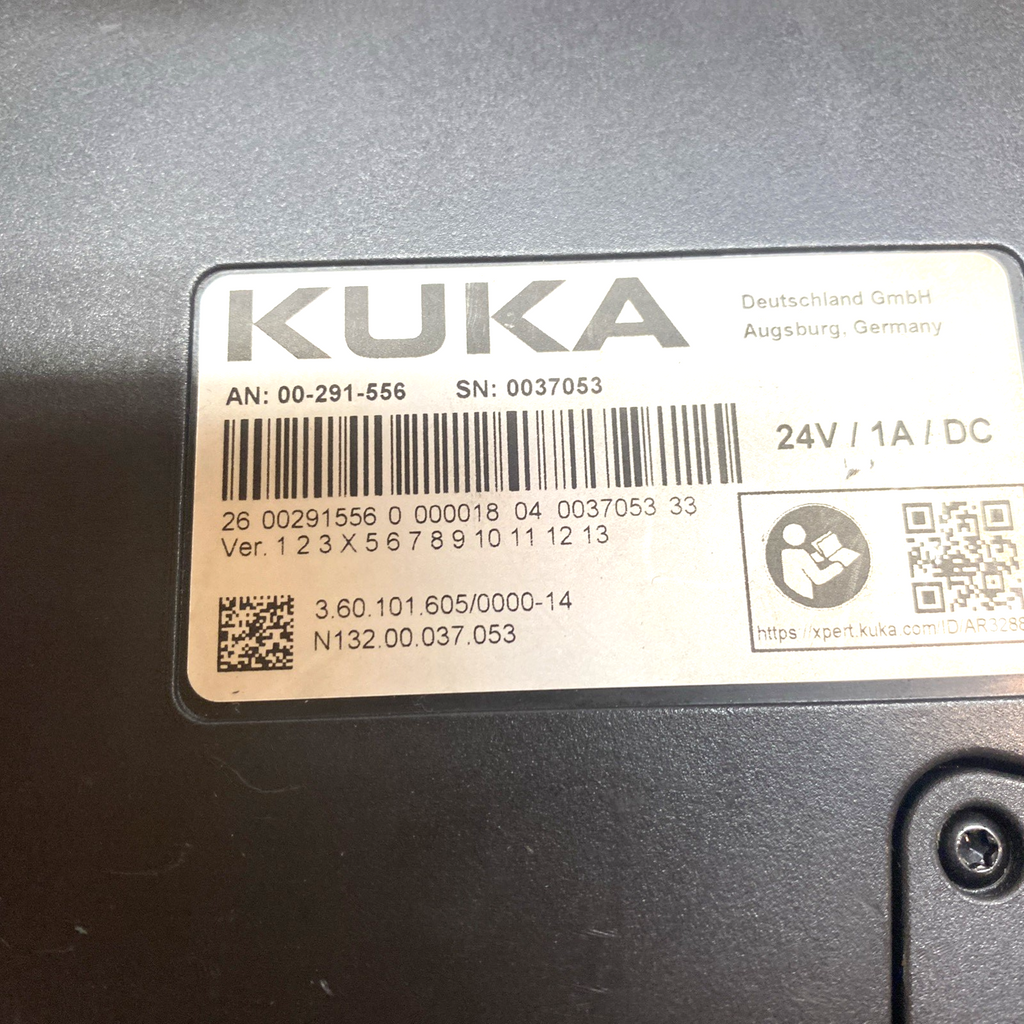 KUKA
Deutschland GmbH
Augsburg, Germany
AN: 00-291-556 SN: 0037053
24V / 1A / DC
26 00291556 0 000018 04 0037053 33
Ver. 1 2 3 X 5 6 7 8 9 10 11 12 13
3.60.101.605/0000-14
N132.00.037.053
https://xpert.kuka.com/ID/AR3288